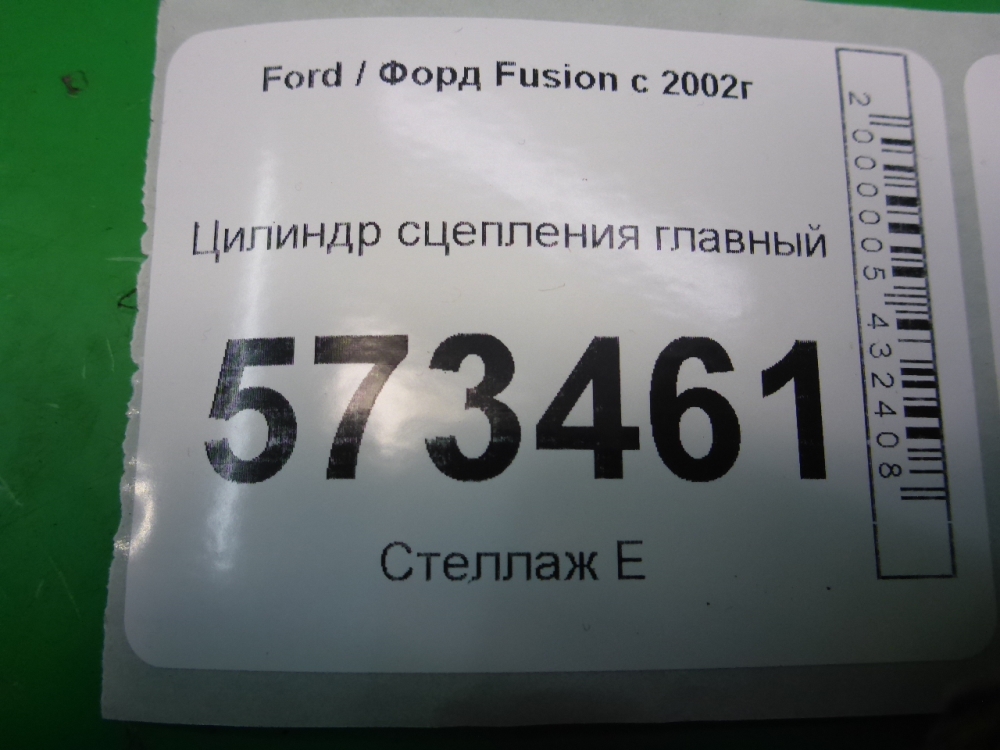 Ford / Форд Fusion с 2002г
Цилиндр сцепления главный
573461
Стеллаж Е
2000005432408